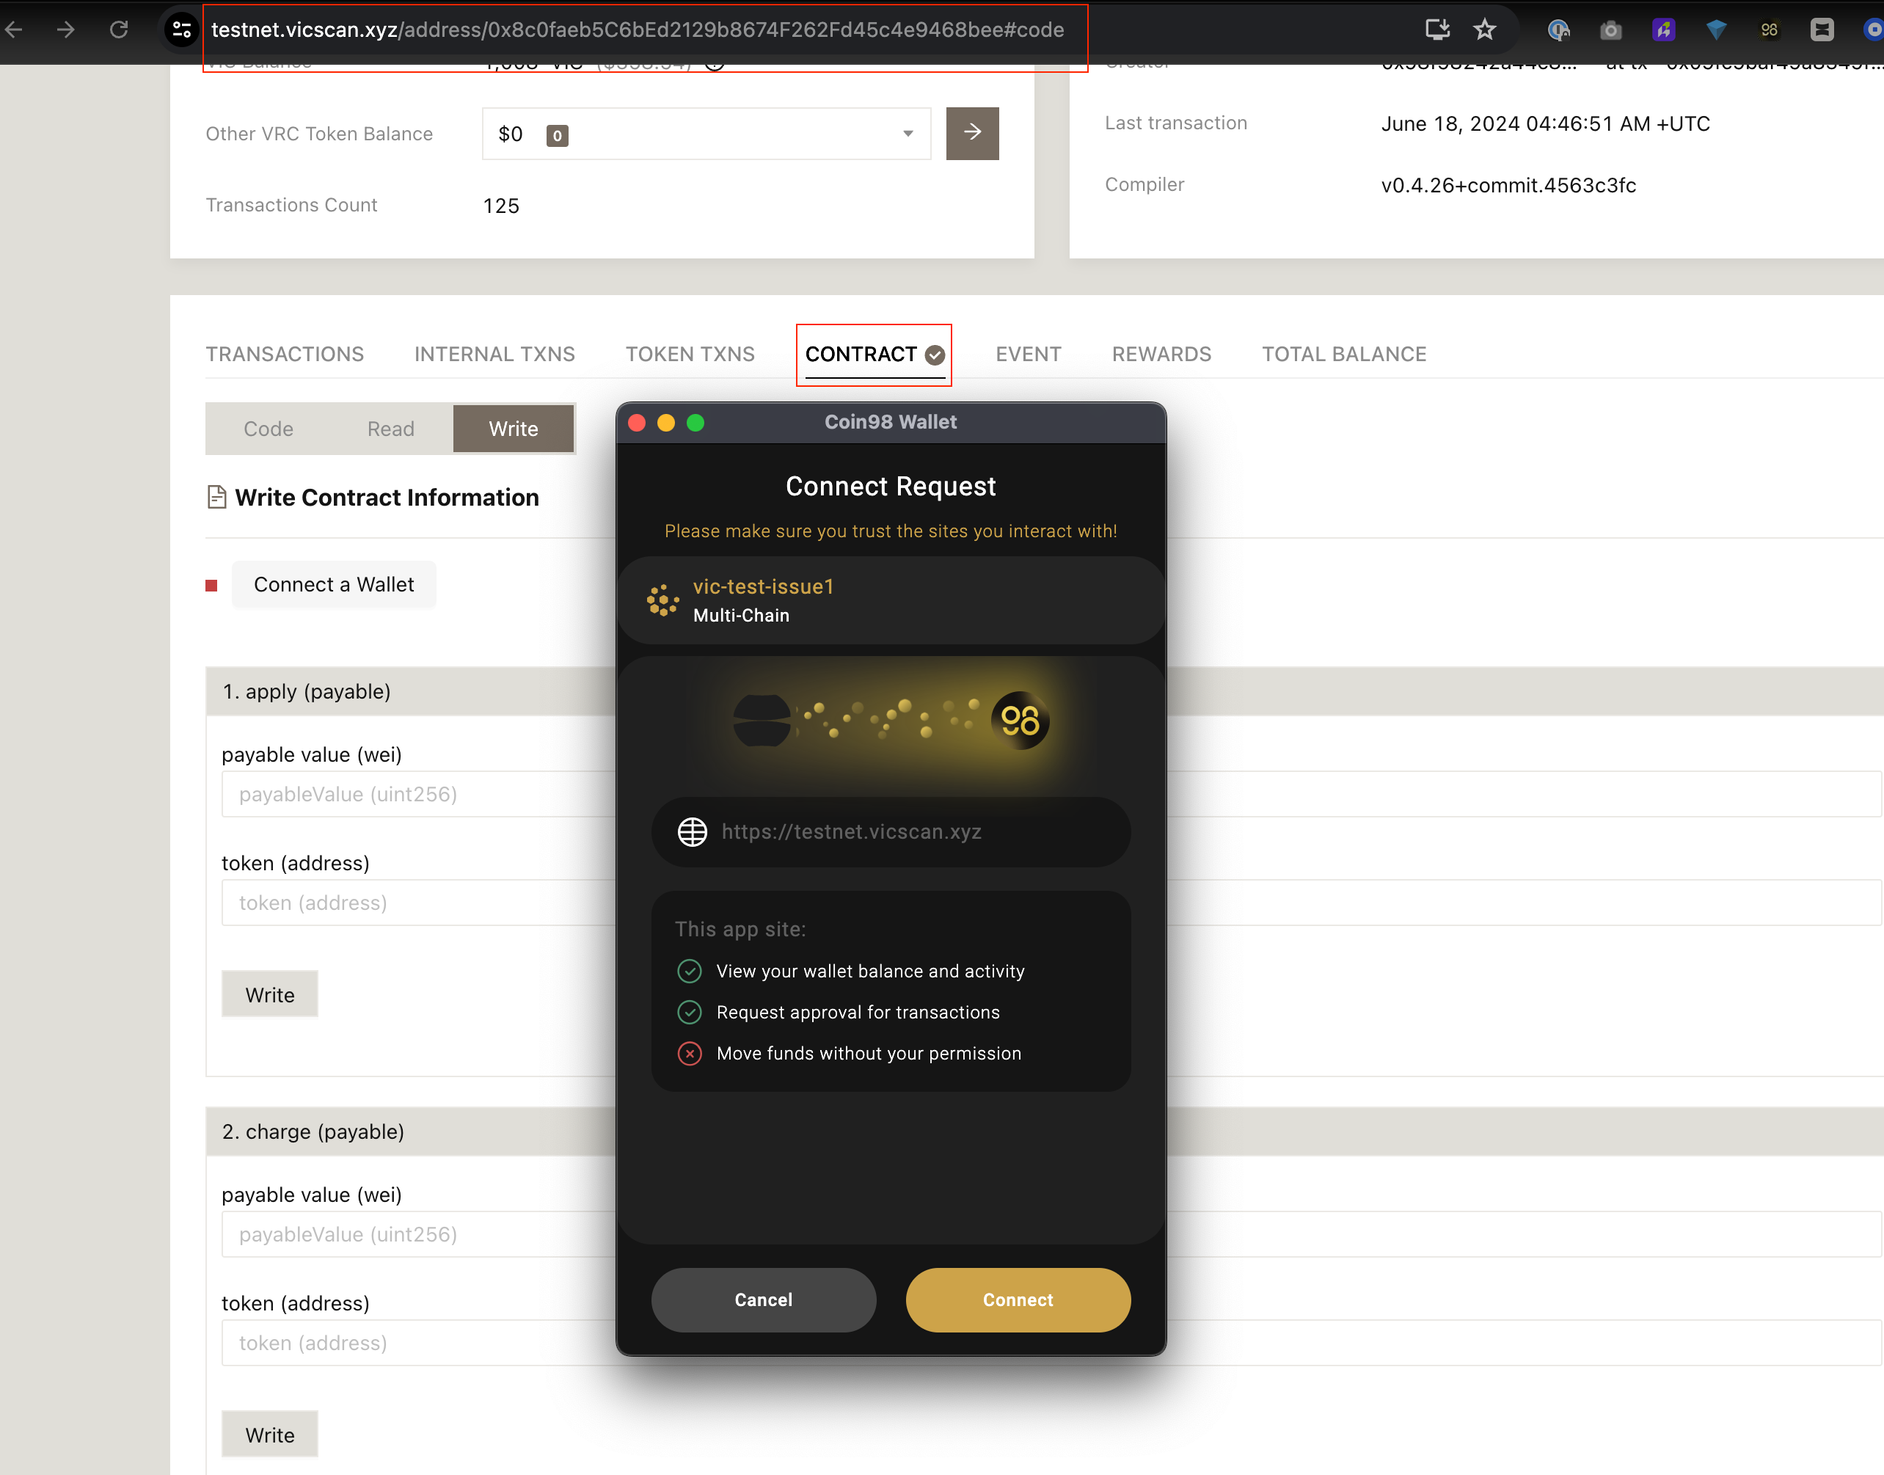 testnet.vicscan.xyz/address/0x8c0faeb5C6bEd2129b8674F262Fd45c4e9468bee#code
Other VRC Token Balance
$0 0
Transactions Count
125
Last transaction
June 18, 2024 04:46:51 AM +UTC
Compiler
v0.4.26+commit.4563c3fc
TRANSACTIONS INTERNAL TXNS TOKEN TXNS CONTRACT EVENT REWARDS TOTAL BALANCE
Code Read Write
Write Contract Information
Connect a Wallet
1. apply (payable)
payable value (wei)
payableValue (uint256)
token (address)
token (address)
Write
2. charge (payable)
payable value (wei)
payableValue (uint256)
token (address)
token (address)
Write
Coin98 Wallet
Connect Request
Please make sure you trust the sites you interact with!
vic-test-issue1
Multi-Chain
https://testnet.vicscan.xyz
This app site:
View your wallet balance and activity
Request approval for transactions
Move funds without your permission
Cancel
Connect